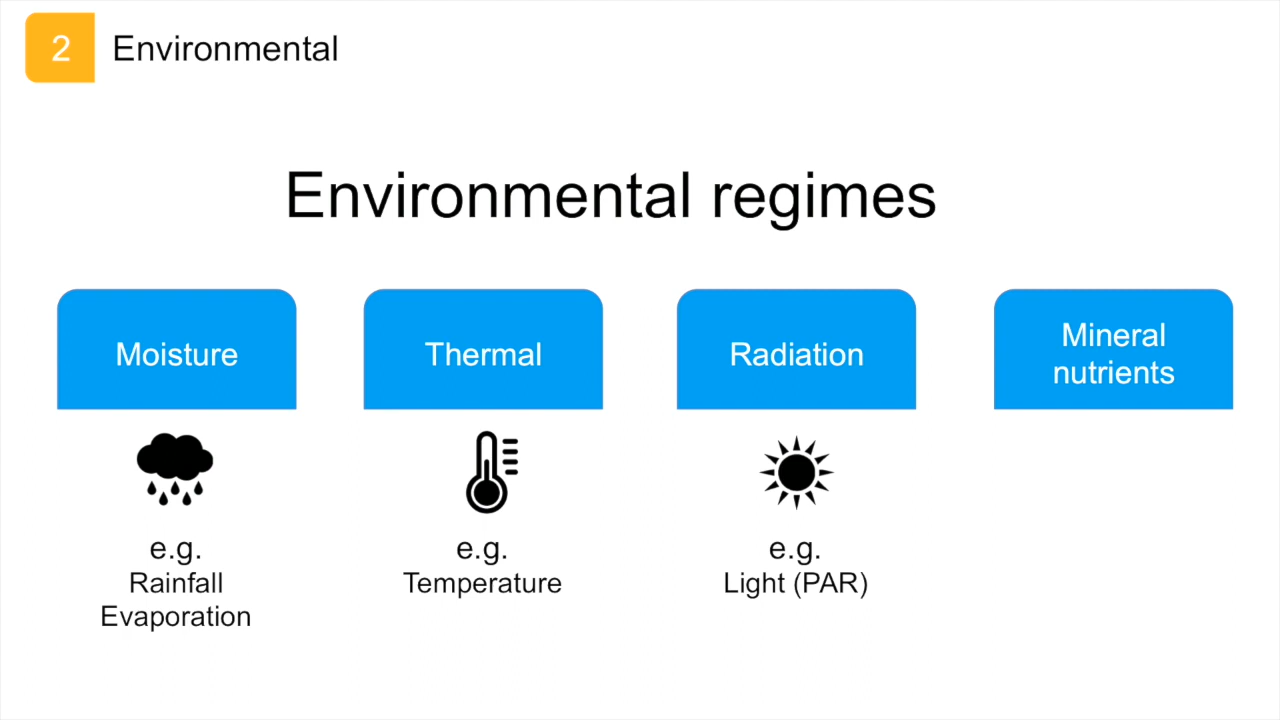 2 Environmental
Environmental regimes
Moisture
Thermal
Radiation
Mineral
nutrients
e.g.
Rainfall
Evaporation
e.g.
Temperature
e.g.
Light (PAR)